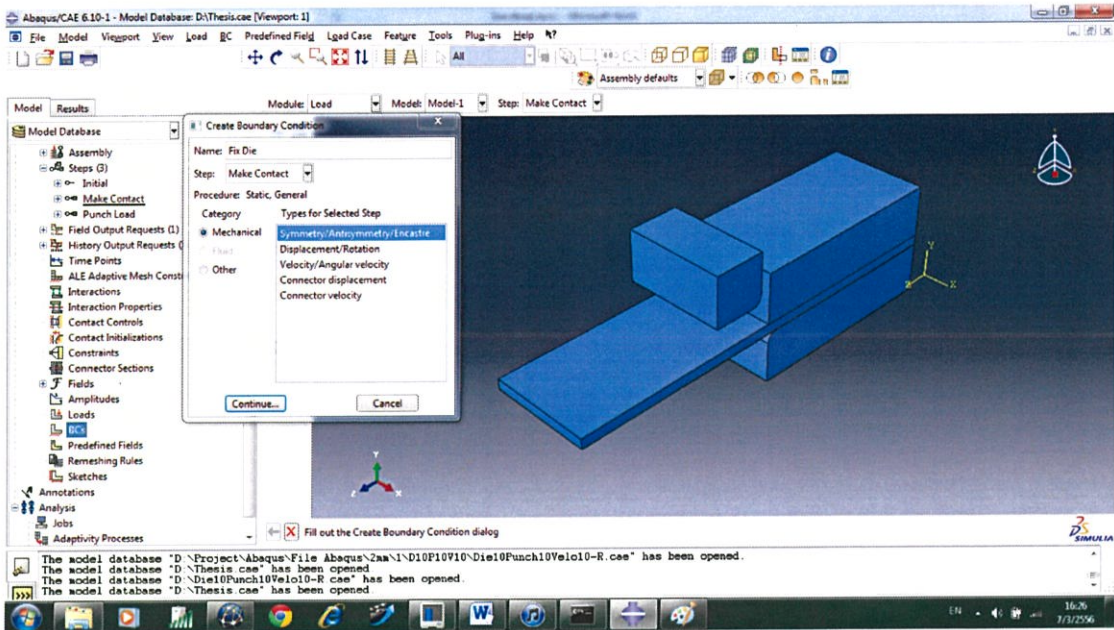 Abaqus/CAE 6.10-1 - Model Database: D:\Thesis.cae [Viewport: 1]
File Model Viewport View Load BC Predefined Field Load Case Feature Tools Plug-ins Help
All
Assembly defaults
Model Results
Module: Load Model: Model-1 Step: Make Contact
Model Database
Assembly
Steps (3)
Initial
Make Contact
Punch Load
Field Output Requests (1)
History Output Requests (
Time Points
ALE Adaptive Mesh Consti
Interactions
Interaction Properties
Contact Controls
Contact Initializations
Constraints
Connector Sections
Fields
Amplitudes
Loads
BCs
Predefined Fields
Remeshing Rules
Sketches
Annotations
Analysis
Jobs
Adaptivity Processes
Create Boundary Condition
Name: Fix Die
Step: Make Contact
Procedure: Static, General
Category Types for Selected Step
Mechanical
Fluid
Other
Symmetry/Antisymmetry/Encastre
Displacement/Rotation
Velocity/Angular velocity
Connector displacement
Connector velocity
Continue... Cancel
Y
X
Z
Y
Z X
Fill out the Create Boundary Condition dialog
SIMULIA
The model database "D:\Project\Abaqus\File Abaqus\2mm\1\D10P10V10\Die10Punch10Velo10-R.cae" has been opened.
The model database "D:\Thesis.cae" has been opened.
The model database "D:\Die10Punch10Velo10-R.cae" has been opened.
The model database "D:\Thesis.cae" has been opened.
EN 16:26
7/3/2556